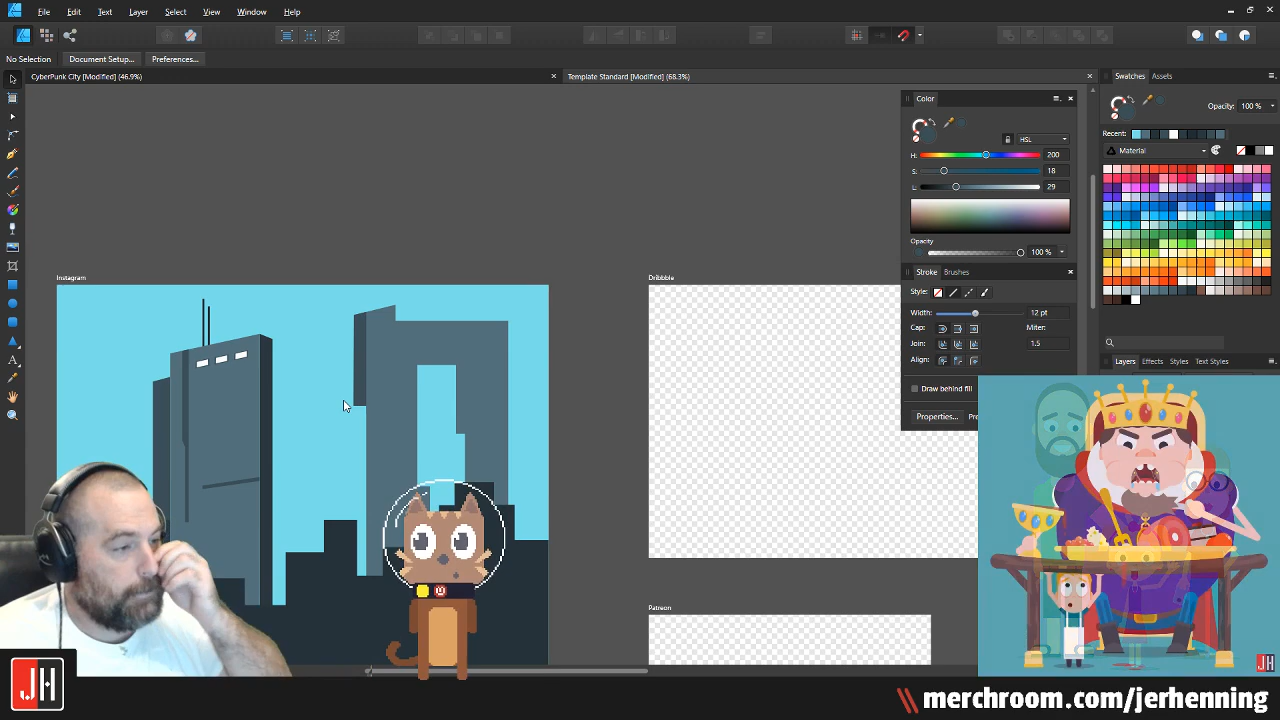 File Edit Text Layer Select View Window Help
No Selection Document Setup... Preferences...
CyberPunk City [Modified] (46.9%)
Template Standard [Modified] (68.3%)
Swatches Assets
Opacity: 100 %
Recent:
Material
Color
HSL
H: 200
S: 18
L: 29
Opacity
100 %
Stroke Brushes
Style:
Width: 12 pt
Cap: Miter:
Join: 1.5
Align:
Draw behind fill
Properties...
Layers Effects Styles Text Styles
Instagram
Dribbble
Patreon
JH
JH
merchroom.com/jerhenning